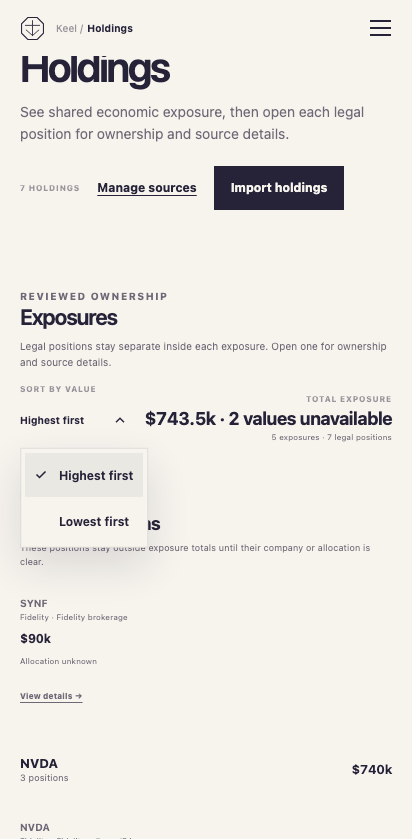 Keel / Holdings
Holdings
See shared economic exposure, then open each legal
position for ownership and source details.
7 HOLDINGS
Manage sources
Import holdings
REVIEWED OWNERSHIP
Exposures
Legal positions stay separate inside each exposure. Open one for ownership
and source details.
SORT BY VALUE
Highest first
TOTAL EXPOSURE
$743.5k · 2 values unavailable
5 exposures · 7 legal positions
Highest first
Lowest first
These positions stay outside exposure totals until their company or allocation is
clear.
SYNF
Fidelity · Fidelity brokerage
$90k
Allocation unknown
View details →
NVDA
3 positions
$740k
NVDA